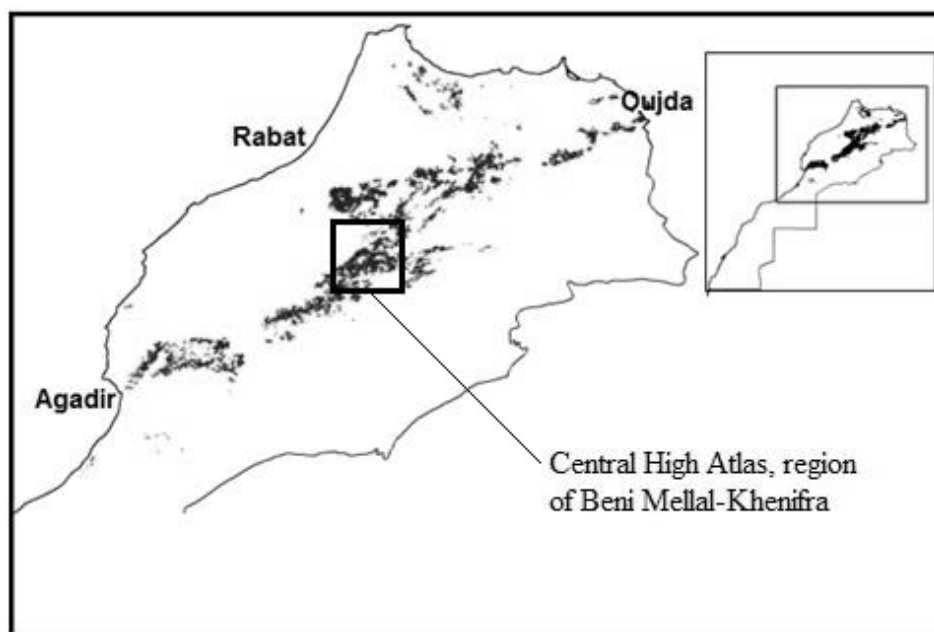 Oujda
Rabat
Agadir
Central High Atlas, region
of Beni Mellal-Khenifra